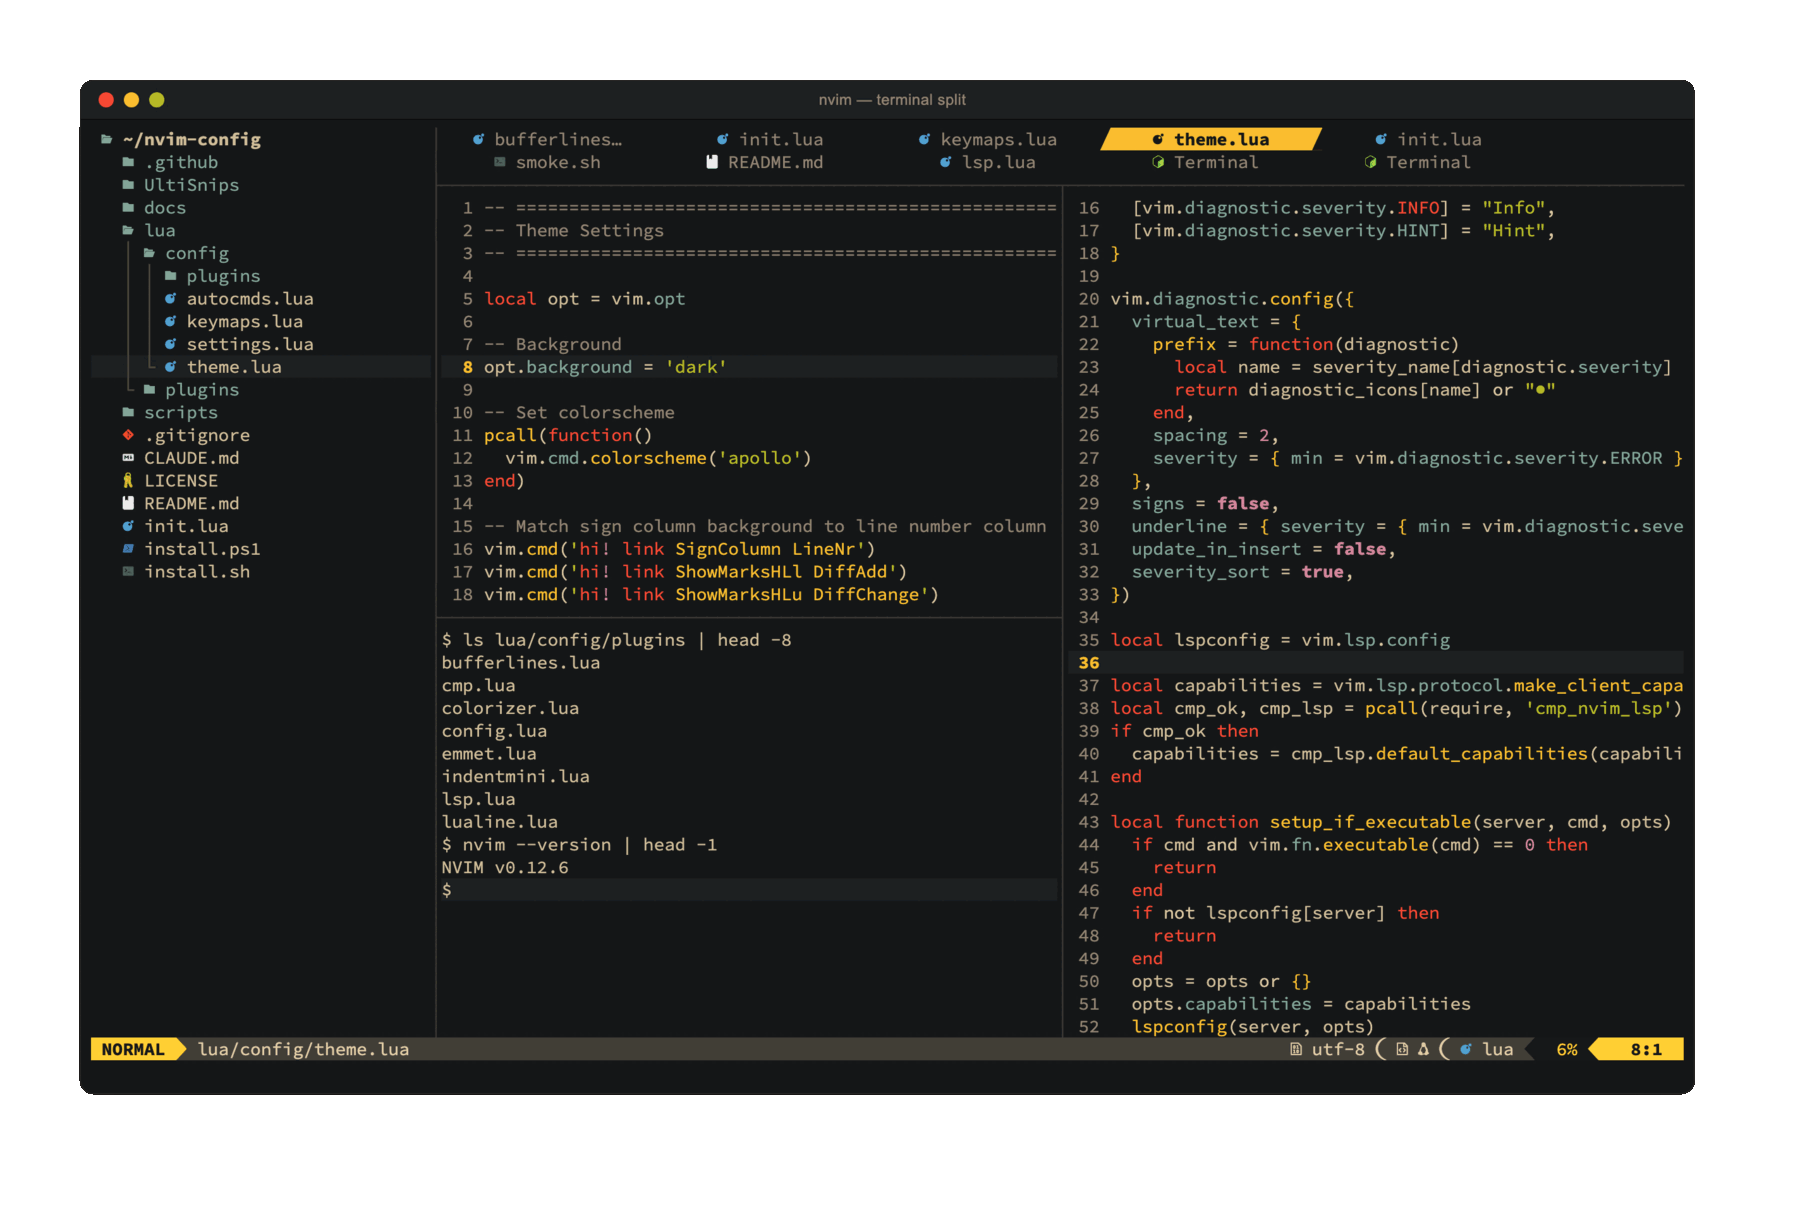 nvim — terminal split
~/nvim-config
.github
UltiSnips
docs
lua
config
plugins
autocmds.lua
keymaps.lua
settings.lua
theme.lua
plugins
scripts
.gitignore
CLAUDE.md
LICENSE
README.md
init.lua
install.ps1
install.sh
bufferlines… init.lua keymaps.lua theme.lua init.lua
smoke.sh README.md lsp.lua Terminal Terminal
1 -- ===================================================
2 -- Theme Settings
3 -- ===================================================
4
5 local opt = vim.opt
6
7 -- Background
8 opt.background = 'dark'
9
10 -- Set colorscheme
11 pcall(function()
12   vim.cmd.colorscheme('apollo')
13 end)
14
15 -- Match sign column background to line number column
16 vim.cmd('hi! link SignColumn LineNr')
17 vim.cmd('hi! link ShowMarksHLl DiffAdd')
18 vim.cmd('hi! link ShowMarksHLu DiffChange')
$ ls lua/config/plugins | head -8
bufferlines.lua
cmp.lua
colorizer.lua
config.lua
emmet.lua
indentmini.lua
lsp.lua
lualine.lua
$ nvim --version | head -1
NVIM v0.12.6
$
16   [vim.diagnostic.severity.INFO] = "Info",
17   [vim.diagnostic.severity.HINT] = "Hint",
18 }
19
20 vim.diagnostic.config({
21   virtual_text = {
22     prefix = function(diagnostic)
23       local name = severity_name[diagnostic.severity]
24       return diagnostic_icons[name] or "●"
25     end,
26     spacing = 2,
27     severity = { min = vim.diagnostic.severity.ERROR }
28   },
29   signs = false,
30   underline = { severity = { min = vim.diagnostic.seve
31   update_in_insert = false,
32   severity_sort = true,
33 })
34
35 local lspconfig = vim.lsp.config
36
37 local capabilities = vim.lsp.protocol.make_client_capa
38 local cmp_ok, cmp_lsp = pcall(require, 'cmp_nvim_lsp')
39 if cmp_ok then
40   capabilities = cmp_lsp.default_capabilities(capabili
41 end
42
43 local function setup_if_executable(server, cmd, opts)
44   if cmd and vim.fn.executable(cmd) == 0 then
45     return
46   end
47   if not lspconfig[server] then
48     return
49   end
50   opts = opts or {}
51   opts.capabilities = capabilities
52   lspconfig(server, opts)
NORMAL lua/config/theme.lua utf-8 lua 6% 8:1